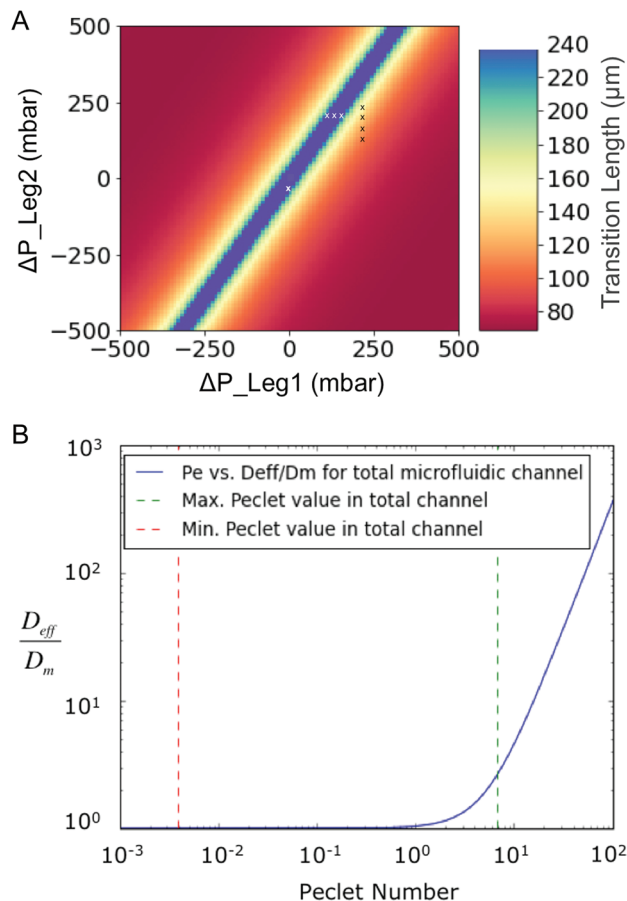 A
500
250
0
−250
−500
−500
−250
0
250
500
ΔP_Leg2 (mbar)
ΔP_Leg1 (mbar)
x x x
x
x
x
x
x
240
220
200
180
160
140
120
100
80
Transition Length (μm)
B
10³
10²
10¹
10⁰
D_eff
D_m
Pe vs. Deff/Dm for total microfluidic channel
Max. Peclet value in total channel
Min. Peclet value in total channel
10⁻³
10⁻²
10⁻¹
10⁰
10¹
10²
Peclet Number